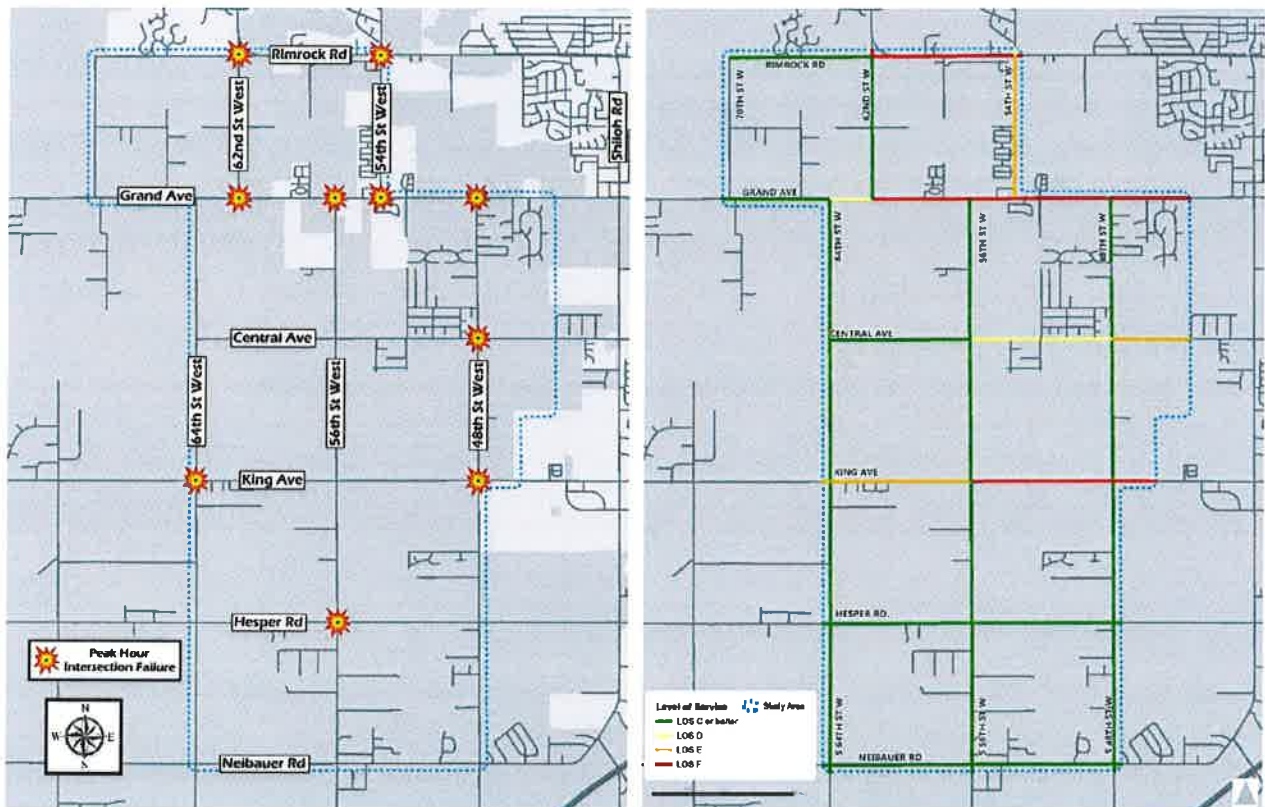 Rimrock Rd
62nd St West
54th St West
Shiloh Rd
Grand Ave
Central Ave
64th St West
56th St West
48th St West
King Ave
Hesper Rd
Peak Hour
Intersection Failure
N
W E
S
Neibauer Rd
RIMROCK RD
70TH ST W
62ND ST W
54TH ST W
GRAND AVE
64TH ST W
56TH ST W
48TH ST W
CENTRAL AVE
KING AVE
HESPER RD.
Level of Service Study Area
LOS C or better
LOS D
LOS E
LOS F
S 64TH ST W
S 56TH ST W
S 48TH ST W
NEIBAUER RD